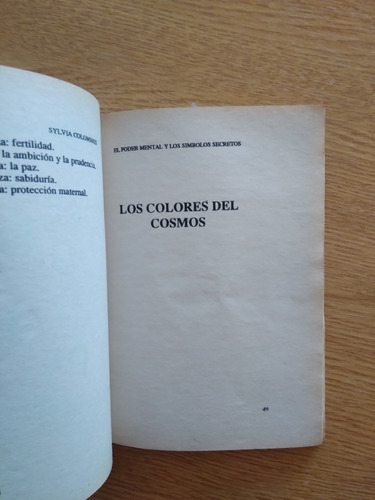 SYLVIA
a: fertilidad.
la ambición y la prudencia.
a: la paz.
za: sabiduría.
a: protección maternal.
EL PODER MENTAL Y LOS SIMBOLOS SECRETOS
LOS COLORES DEL
COSMOS
49